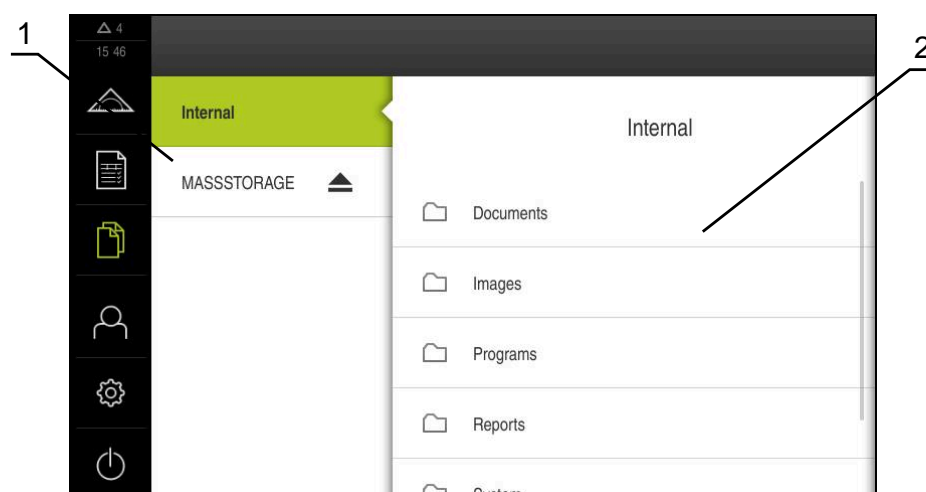 1
2
4
15 46
Internal
MASSSTORAGE
Internal
Documents
Images
Programs
Reports